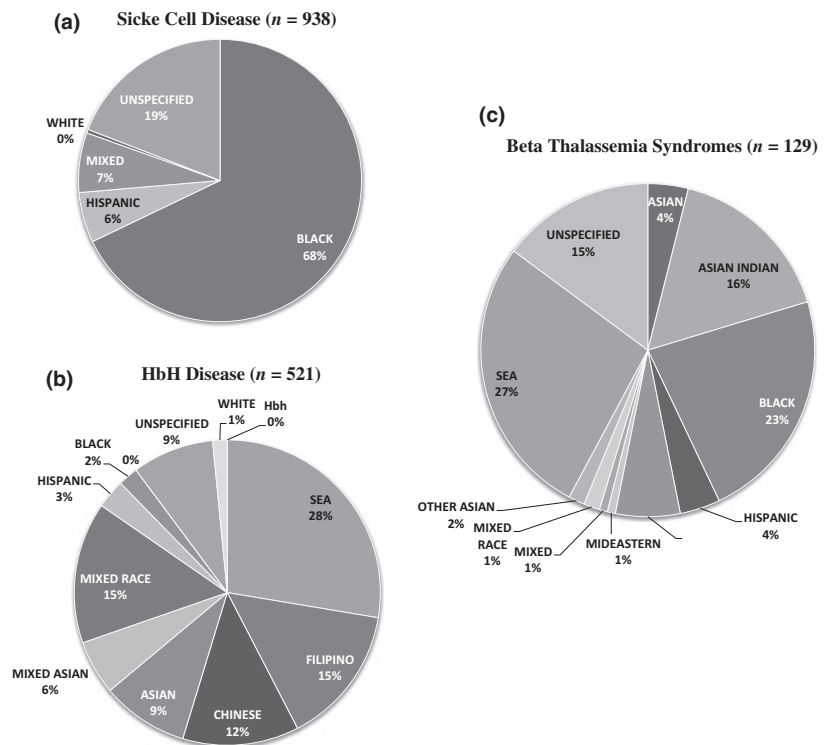 (a)
Sicke Cell Disease (n = 938)
UNSPECIFIED
19%
WHITE
0%
MIXED
7%
HISPANIC
6%
BLACK
68%
(b)
HbH Disease (n = 521)
WHITE
1%
Hbh
0%
UNSPECIFIED
9%
BLACK
2%
0%
HISPANIC
3%
SEA
28%
MIXED RACE
15%
FILIPINO
15%
MIXED ASIAN
6%
ASIAN
9%
CHINESE
12%
(c)
Beta Thalassemia Syndromes (n = 129)
ASIAN
4%
UNSPECIFIED
15%
ASIAN INDIAN
16%
SEA
27%
BLACK
23%
OTHER ASIAN
2%
MIXED
RACE
1%
MIXED
1%
MIDEASTERN
1%
HISPANIC
4%